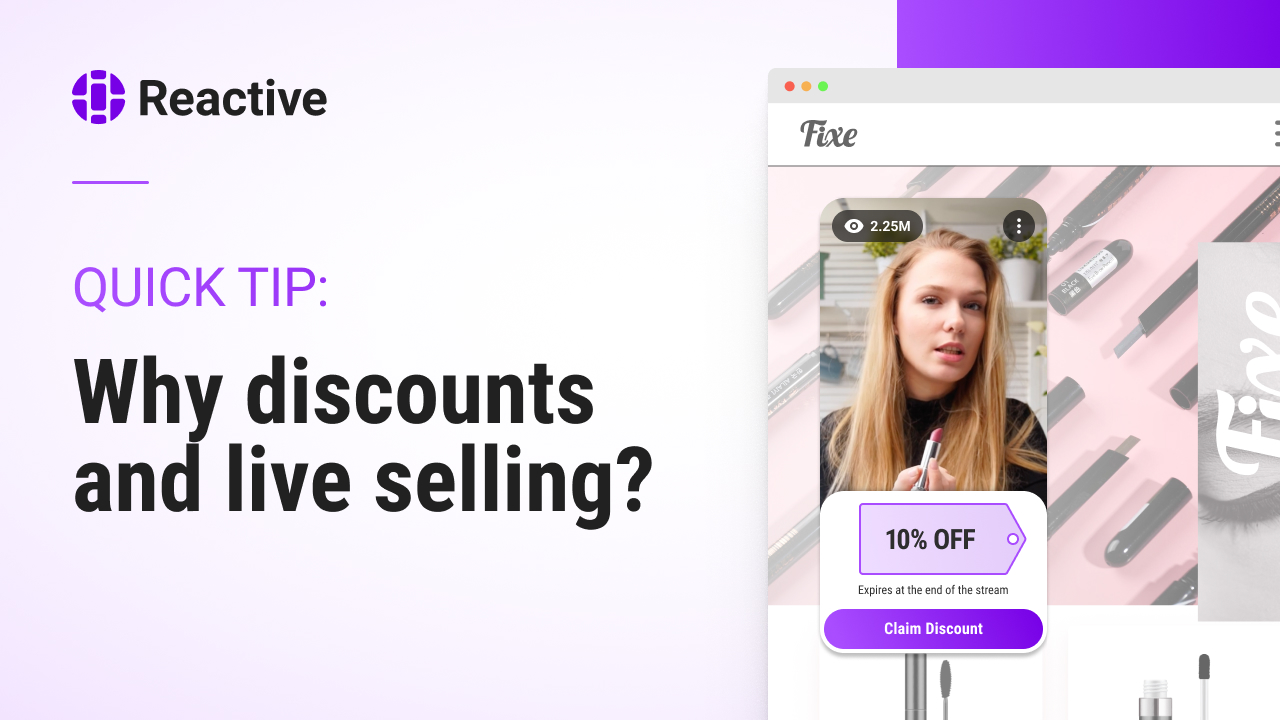 Reactive
QUICK TIP:
Why discounts
and live selling?
Fixe
2.25M
10% OFF
Expires at the end of the stream
Claim Discount
Fixe